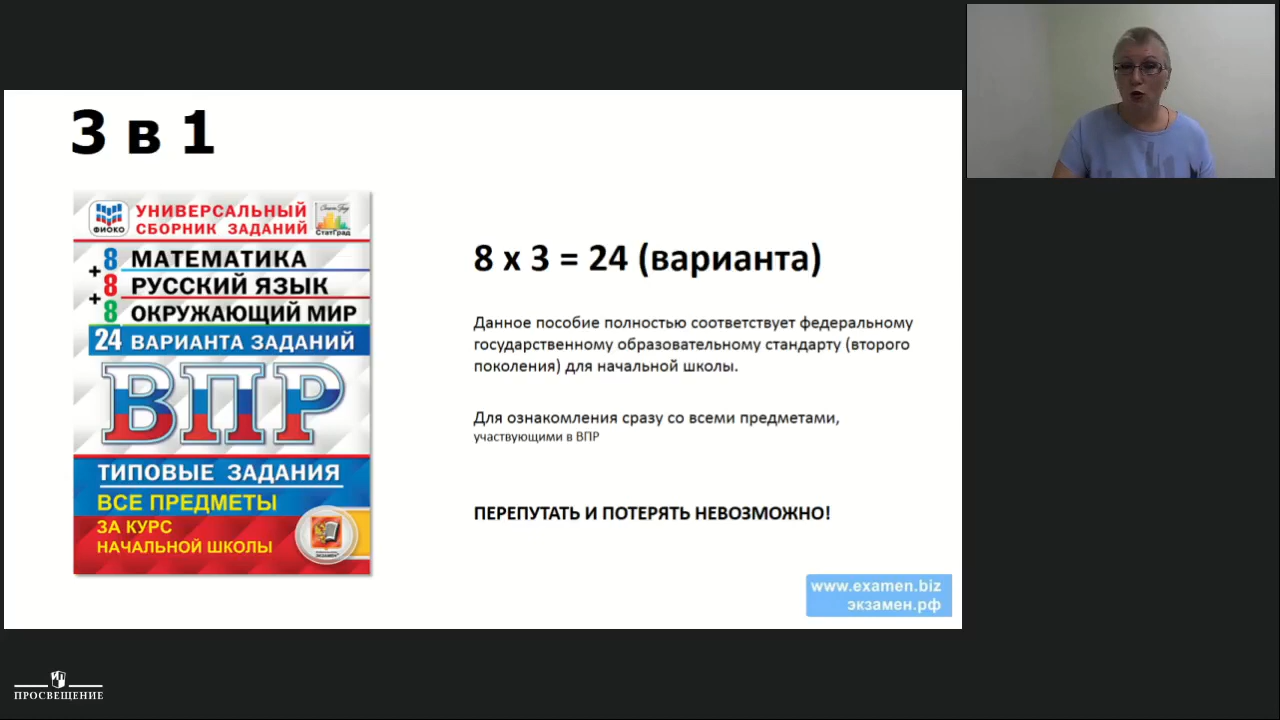 3 в 1
ФИОКО
УНИВЕРСАЛЬНЫЙ
СБОРНИК ЗАДАНИЙ
СтатГрад
8 МАТЕМАТИКА
+
8 РУССКИЙ ЯЗЫК
+
8 ОКРУЖАЮЩИЙ МИР
24 ВАРИАНТА ЗАДАНИЙ
ВПР
ТИПОВЫЕ ЗАДАНИЯ
ВСЕ ПРЕДМЕТЫ
ЗА КУРС
НАЧАЛЬНОЙ ШКОЛЫ
ЭКЗАМЕН
8 х 3 = 24 (варианта)
Данное пособие полностью соответствует федеральному
государственному образовательному стандарту (второго
поколения) для начальной школы.
Для ознакомления сразу со всеми предметами,
участвующими в ВПР
ПЕРЕПУТАТЬ И ПОТЕРЯТЬ НЕВОЗМОЖНО!
www.examen.biz
экзамен.рф
ПРОСВЕЩЕНИЕ